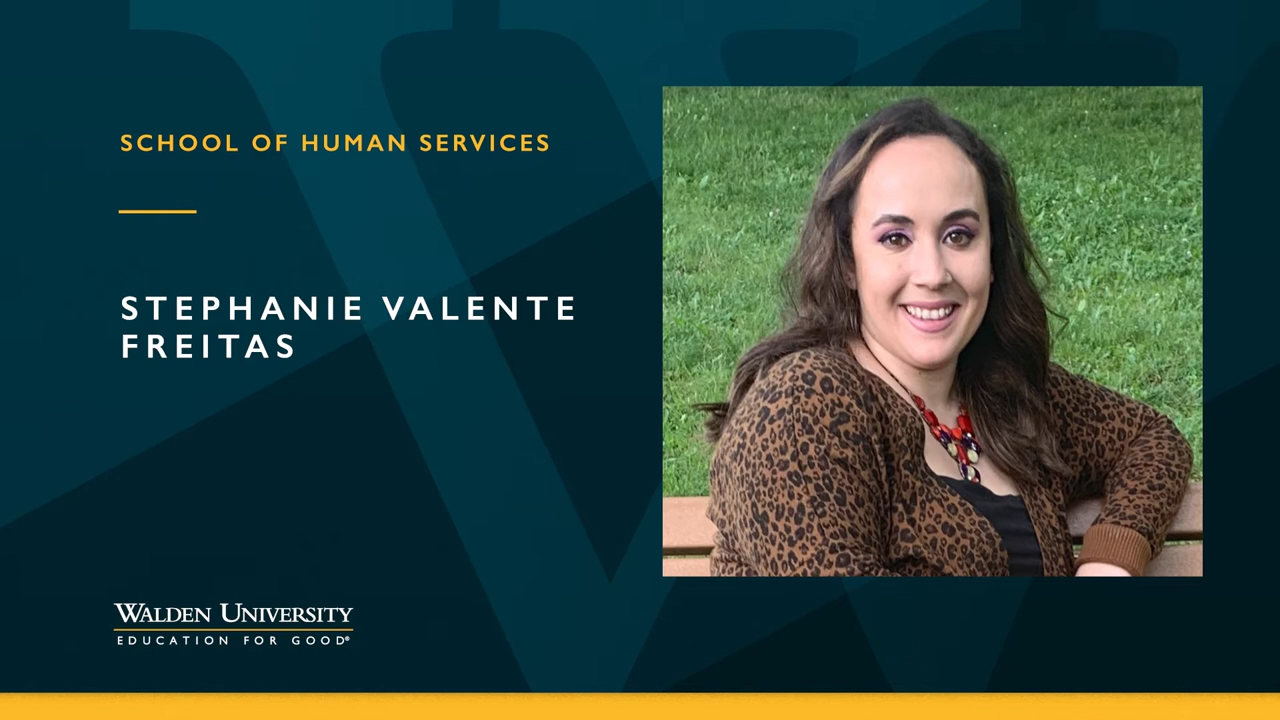 SCHOOL OF HUMAN SERVICES
STEPHANIE VALENTE
FREITAS
WALDEN UNIVERSITY
EDUCATION FOR GOOD®